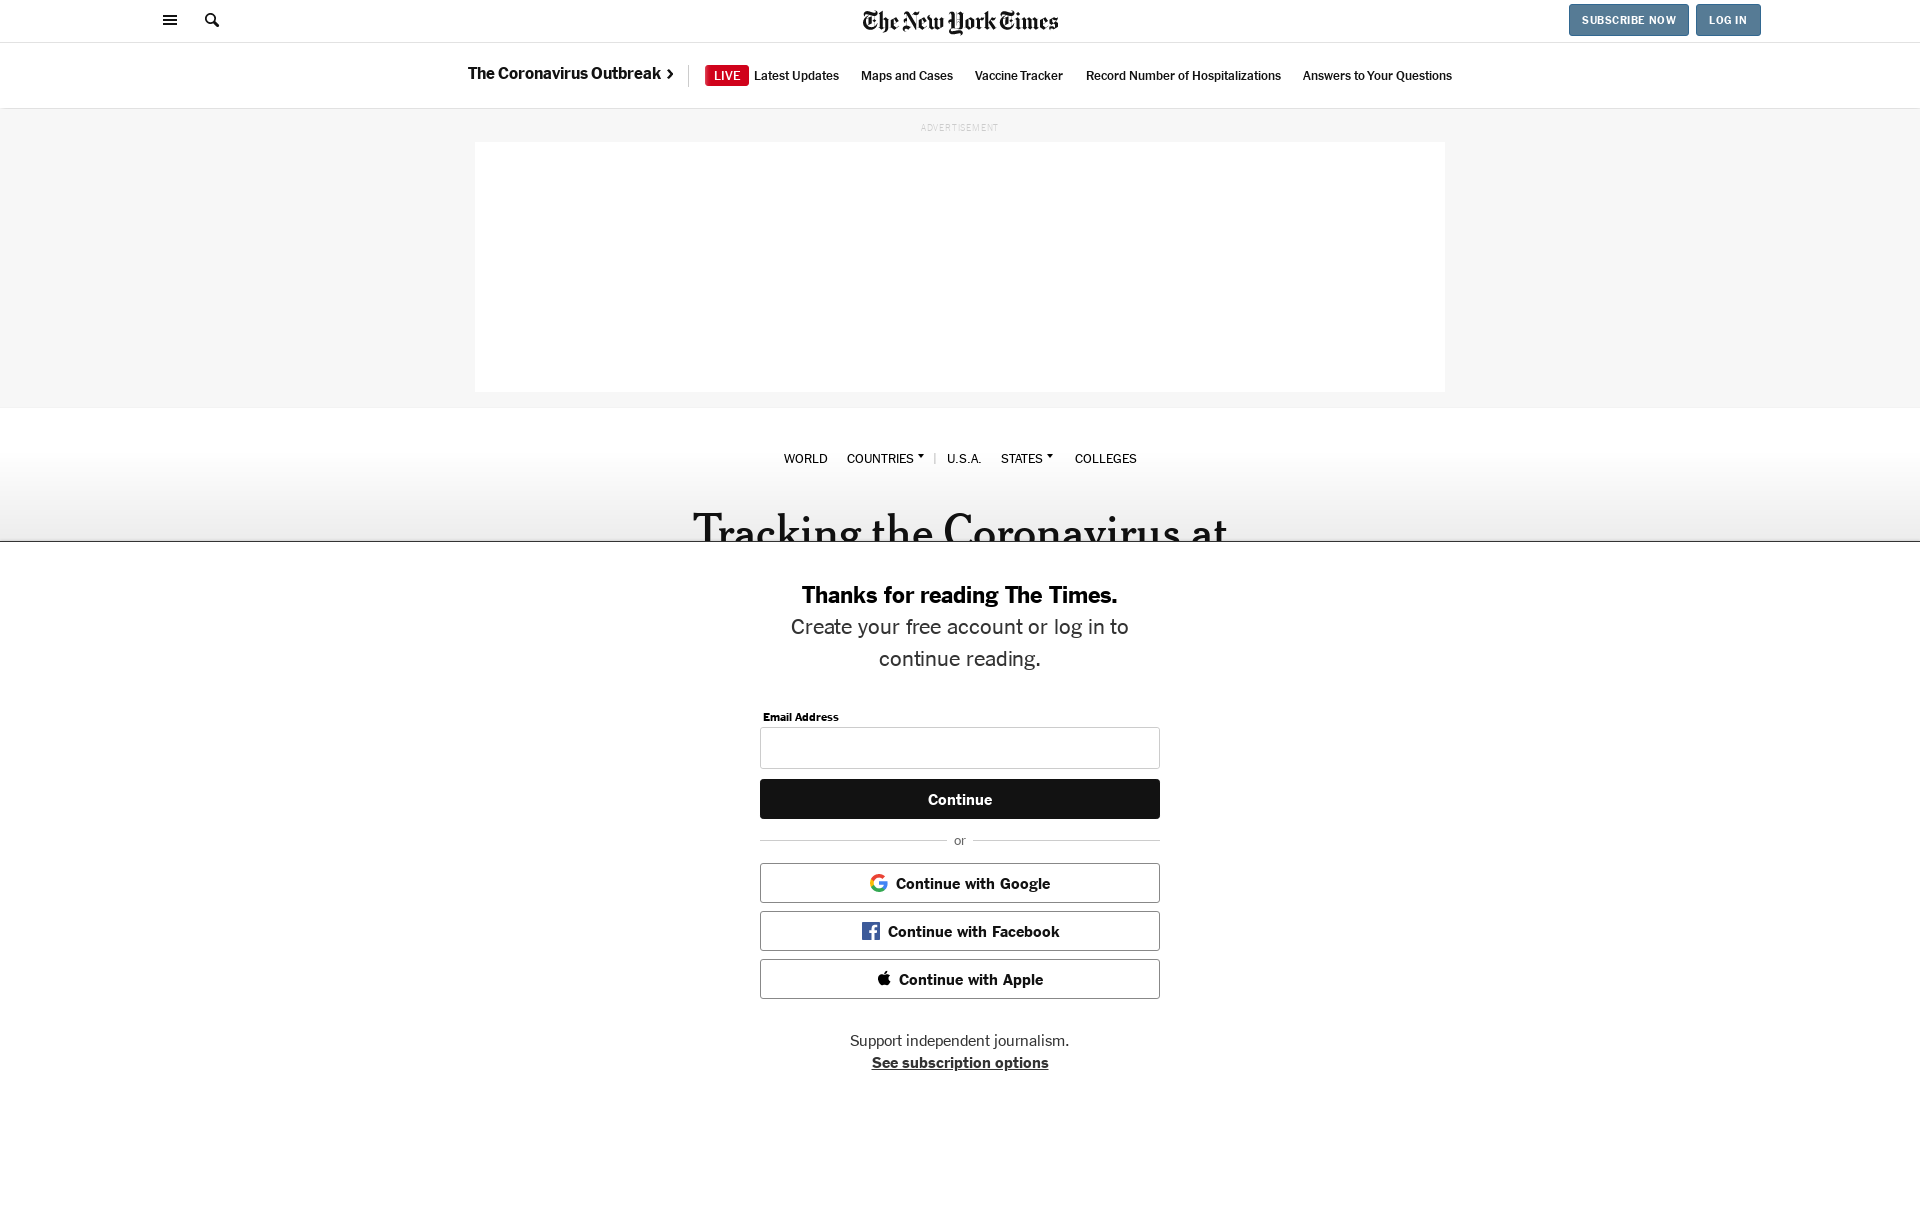 The New York Times
SUBSCRIBE NOW
LOG IN
The Coronavirus Outbreak
LIVE Latest Updates
Maps and Cases
Vaccine Tracker
Record Number of Hospitalizations
Answers to Your Questions
ADVERTISEMENT
WORLD COUNTRIES | U.S.A. STATES COLLEGES
Tracking the Coronavirus at
Thanks for reading The Times.
Create your free account or log in to
continue reading.
Email Address
Continue
or
Continue with Google
Continue with Facebook
Continue with Apple
Support independent journalism.
See subscription options